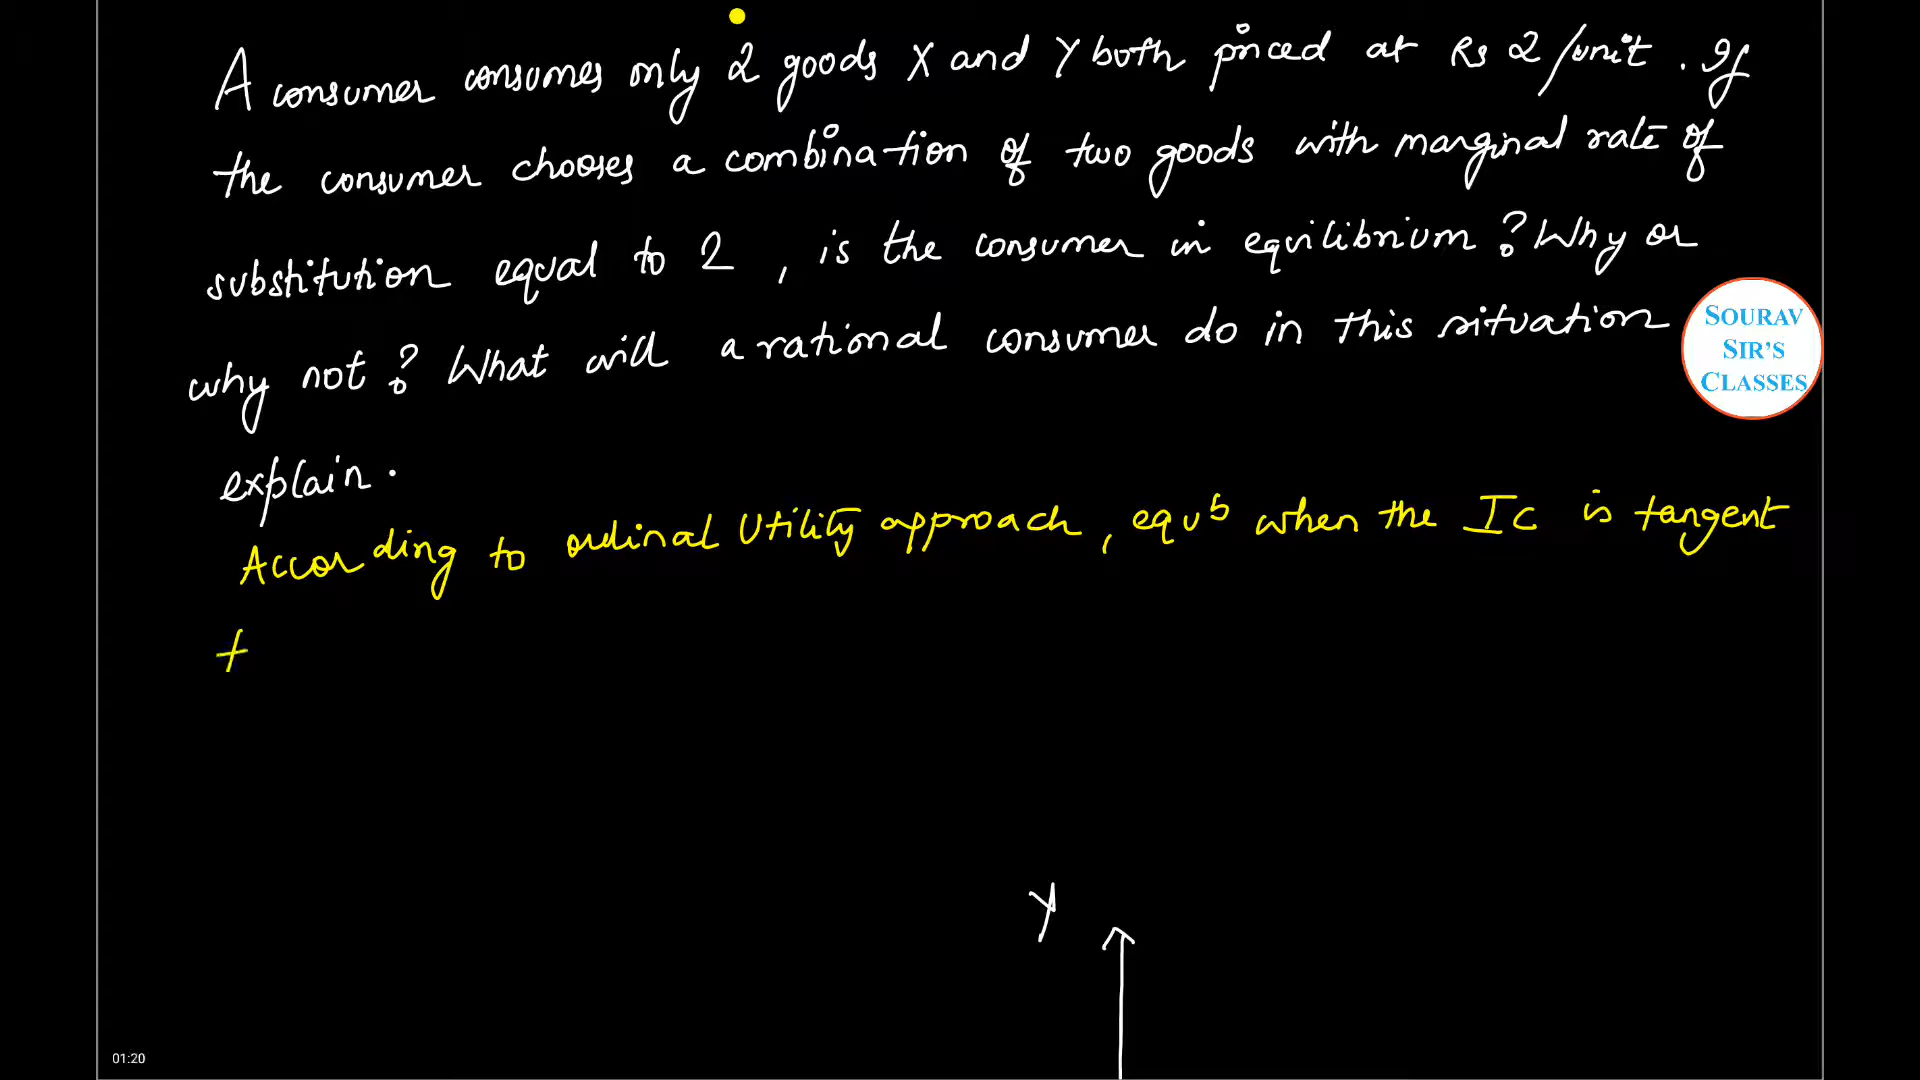 A consumer consumes only 2 goods X and Y both priced at Rs 2/unit. If
the consumer chooses a combination of two goods with marginal rate of
substitution equal to 2, is the consumer in equilibrium? Why or
why not? What will a rational consumer do in this situation
explain.
SOURAV
SIR'S
CLASSES
According to ordinal Utility approach, equb when the IC is tangent
t
Y
01:20